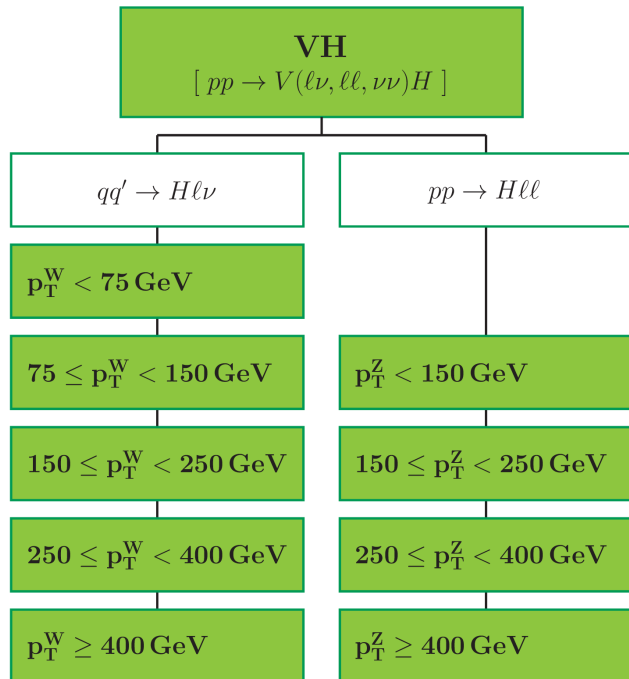 VH
[ pp → V(ℓν, ℓℓ, νν)H ]
qq′ → Hℓν
p_T^W < 75 GeV
75 ≤ p_T^W < 150 GeV
150 ≤ p_T^W < 250 GeV
250 ≤ p_T^W < 400 GeV
p_T^W ≥ 400 GeV
pp → Hℓℓ
p_T^Z < 150 GeV
150 ≤ p_T^Z < 250 GeV
250 ≤ p_T^Z < 400 GeV
p_T^Z ≥ 400 GeV